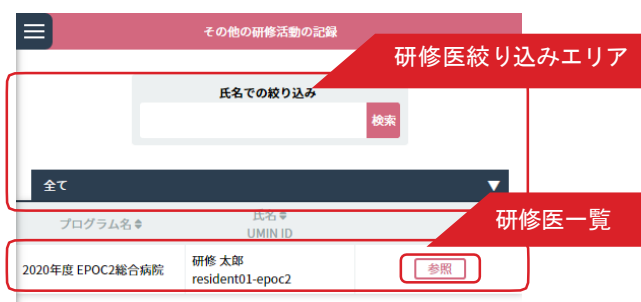 その他の研修活動の記録
研修医絞り込みエリア
氏名での絞り込み
検索
全て
▼
研修医一覧
プログラム名
氏名
UMIN ID
2020年度 EPOC2総合病院
研修 太郎
resident01-epoc2
参照